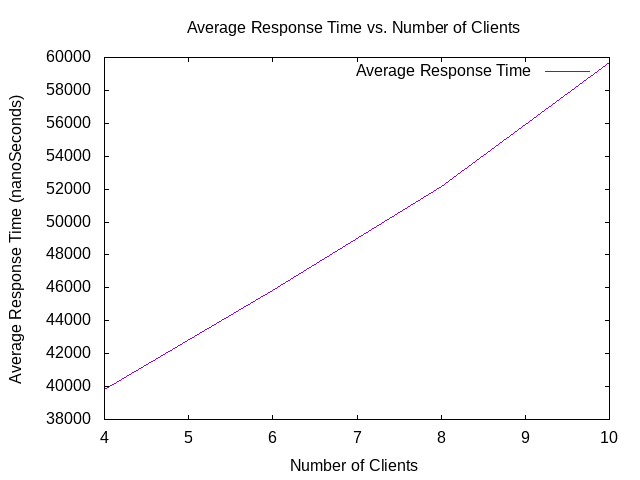 Average Response Time vs. Number of Clients
60000
58000
56000
54000
52000
50000
48000
46000
44000
42000
40000
38000
Average Response Time (nanoSeconds)
Average Response Time
4 5 6 7 8 9 10
Number of Clients